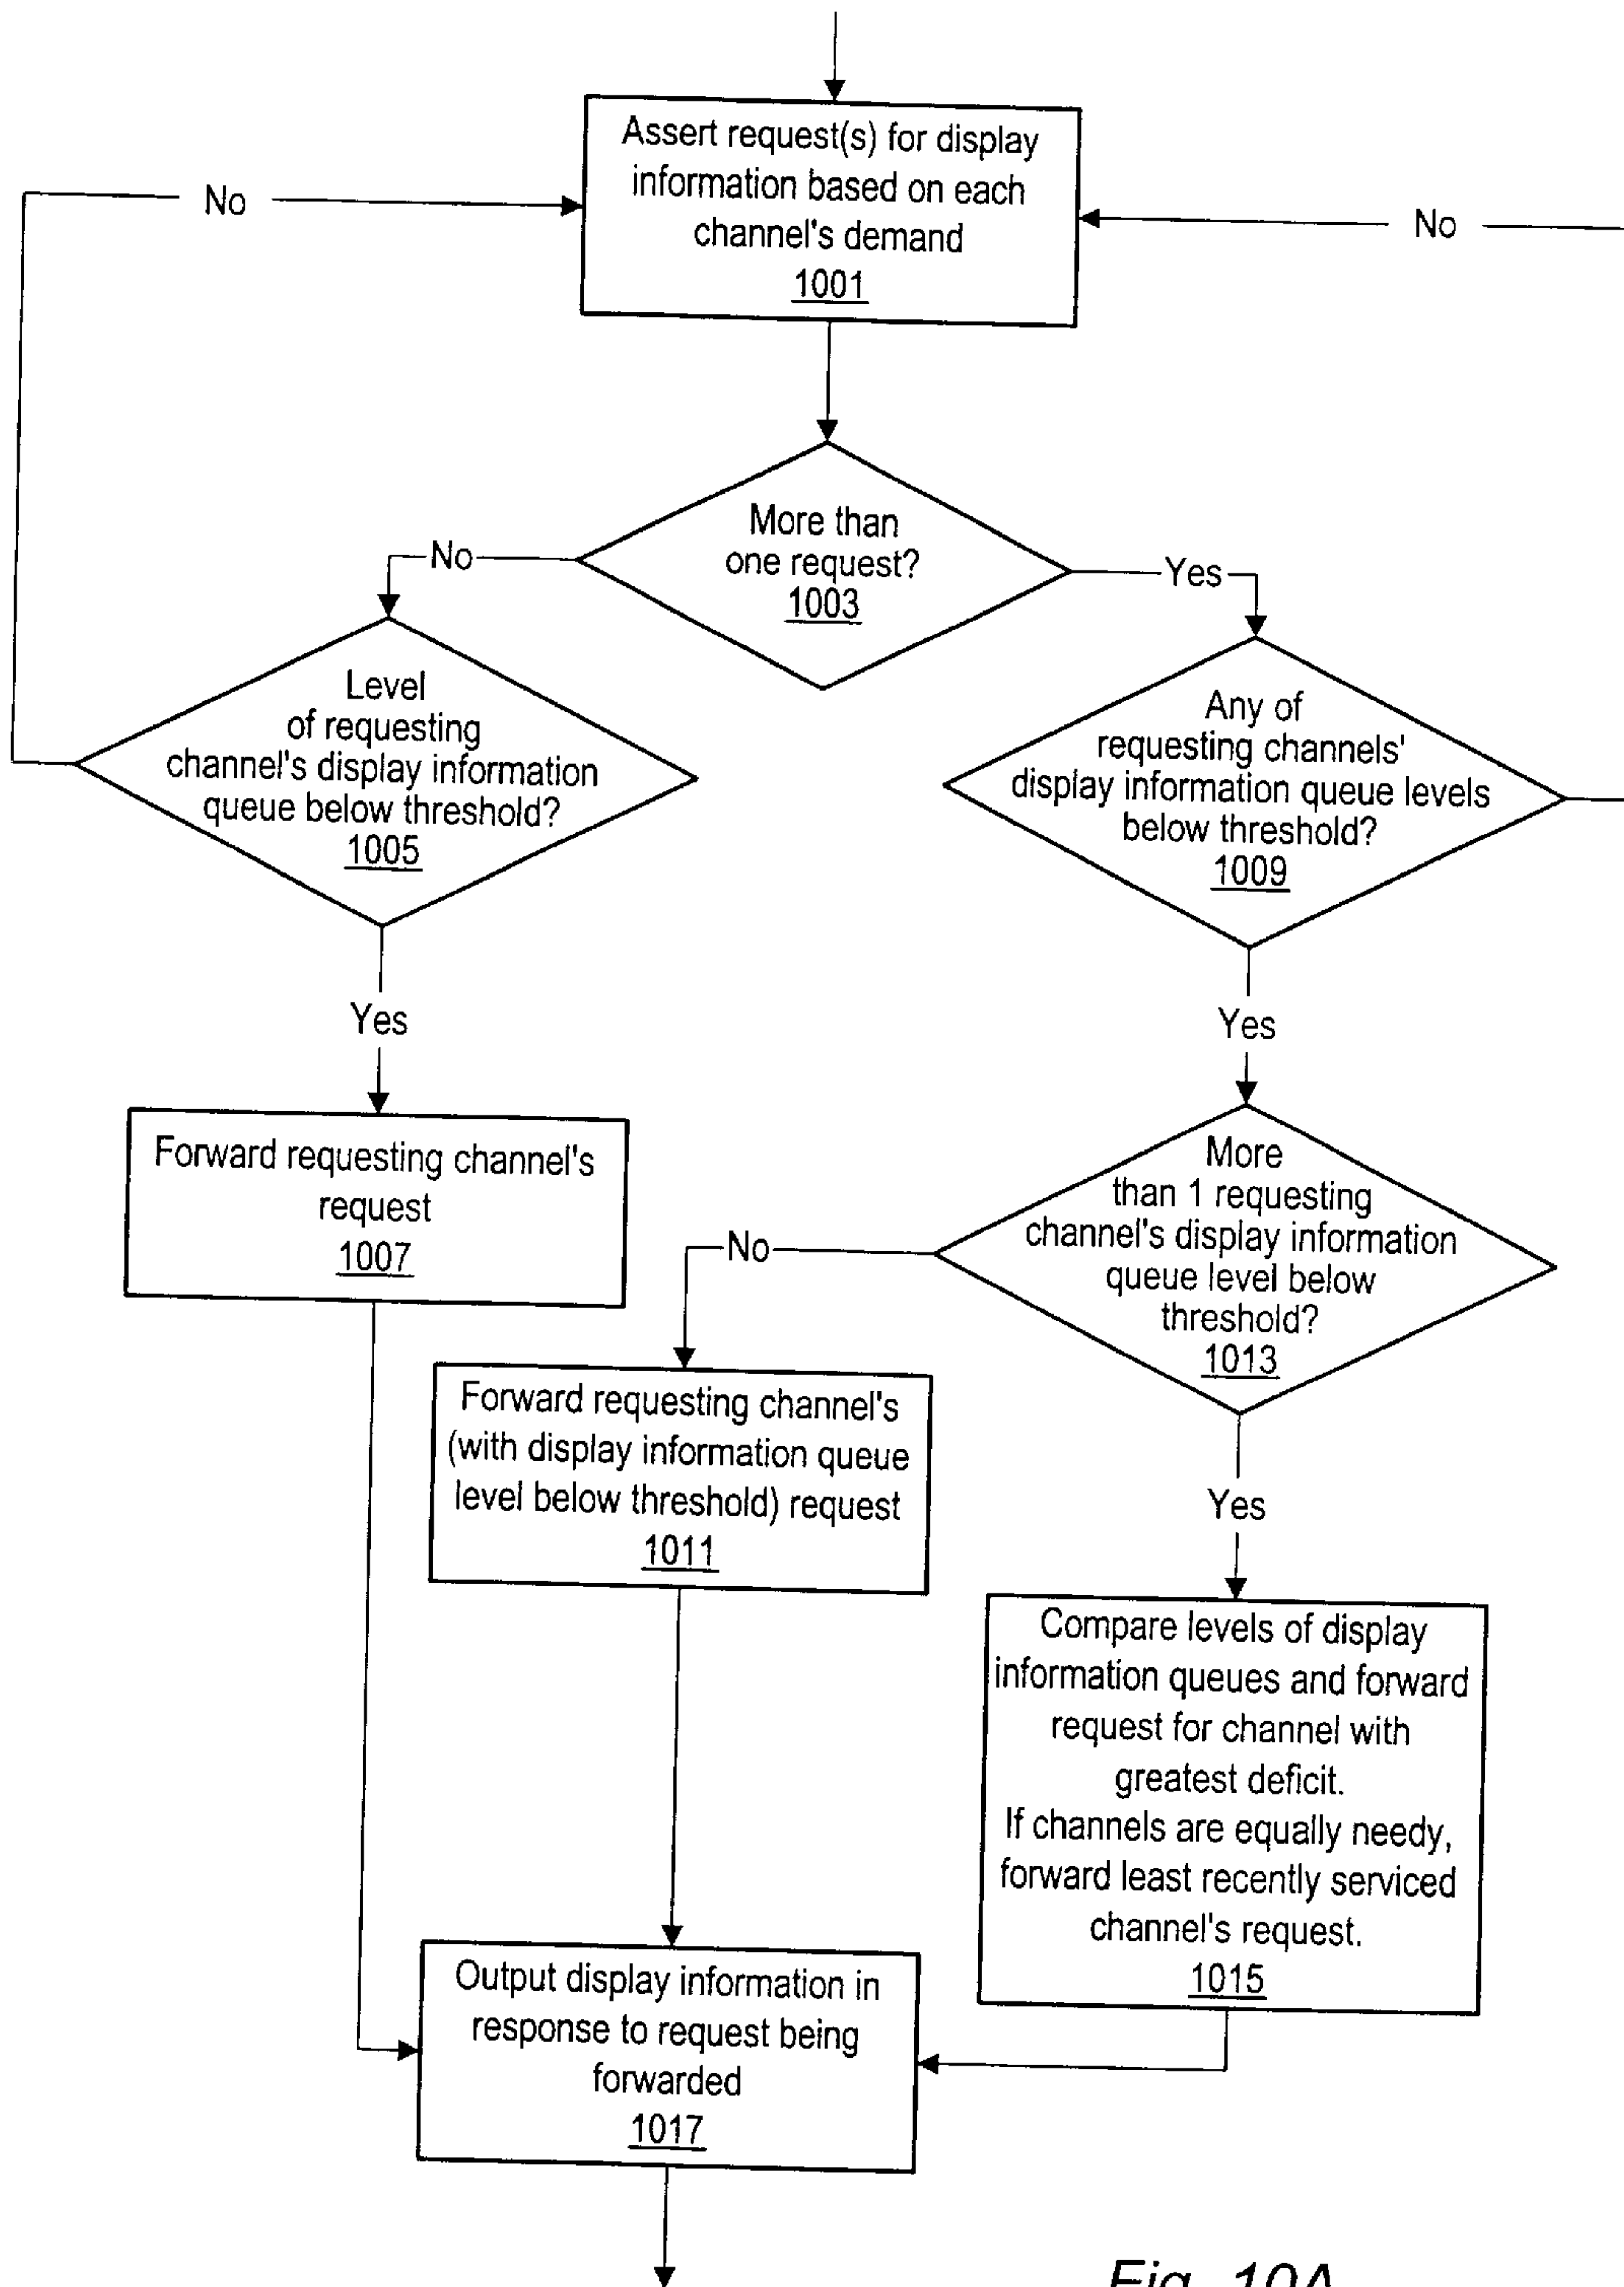 Assert request(s) for display
information based on each
channel's demand
1001
No
No
More than
one request?
1003
No
Yes
Level
of requesting
channel's display information
queue below threshold?
1005
Any of
requesting channels'
display information queue levels
below threshold?
1009
Yes
Yes
Forward requesting channel's
request
1007
More
than 1 requesting
channel's display information
queue level below
threshold?
1013
No
Forward requesting channel's
(with display information queue
level below threshold) request
1011
Yes
Compare levels of display
information queues and forward
request for channel with
greatest deficit.
If channels are equally needy,
forward least recently serviced
channel's request.
1015
Output display information in
response to request being
forwarded
1017
Fig. 10A